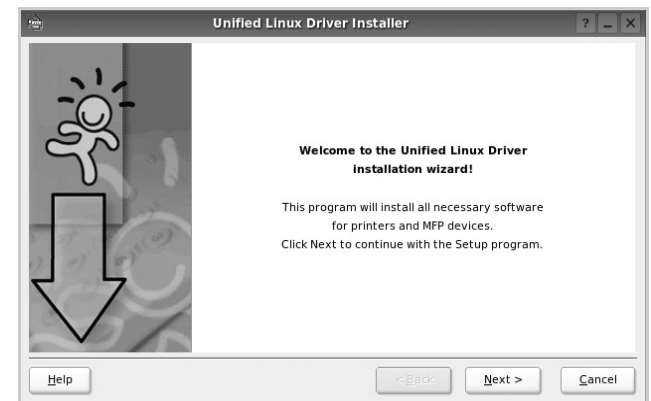 Unified Linux Driver Installer
Welcome to the Unified Linux Driver
installation wizard!
This program will install all necessary software
for printers and MFP devices.
Click Next to continue with the Setup program.
Help
< Back
Next >
Cancel